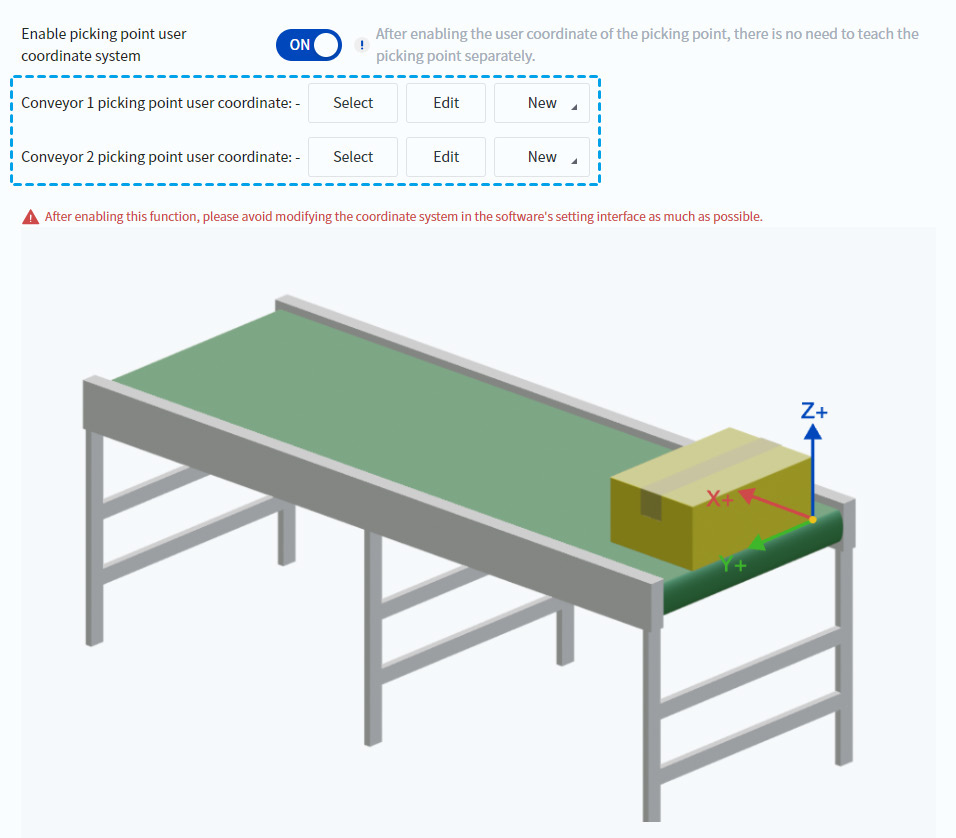 Enable picking point user
coordinate system
ON
!
After enabling the user coordinate of the picking point, there is no need to teach the
picking point separately.
Conveyor 1 picking point user coordinate: - Select Edit New
Conveyor 2 picking point user coordinate: - Select Edit New
After enabling this function, please avoid modifying the coordinate system in the software's setting interface as much as possible.
Z+
X+
Y+